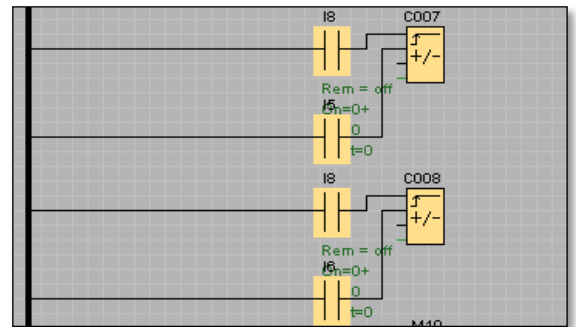 I8 C007
+/-
Rem = off
I5
On=0+
0
t=0
I8 C008
+/-
Rem = off
I6
On=0+
0
t=0
M10